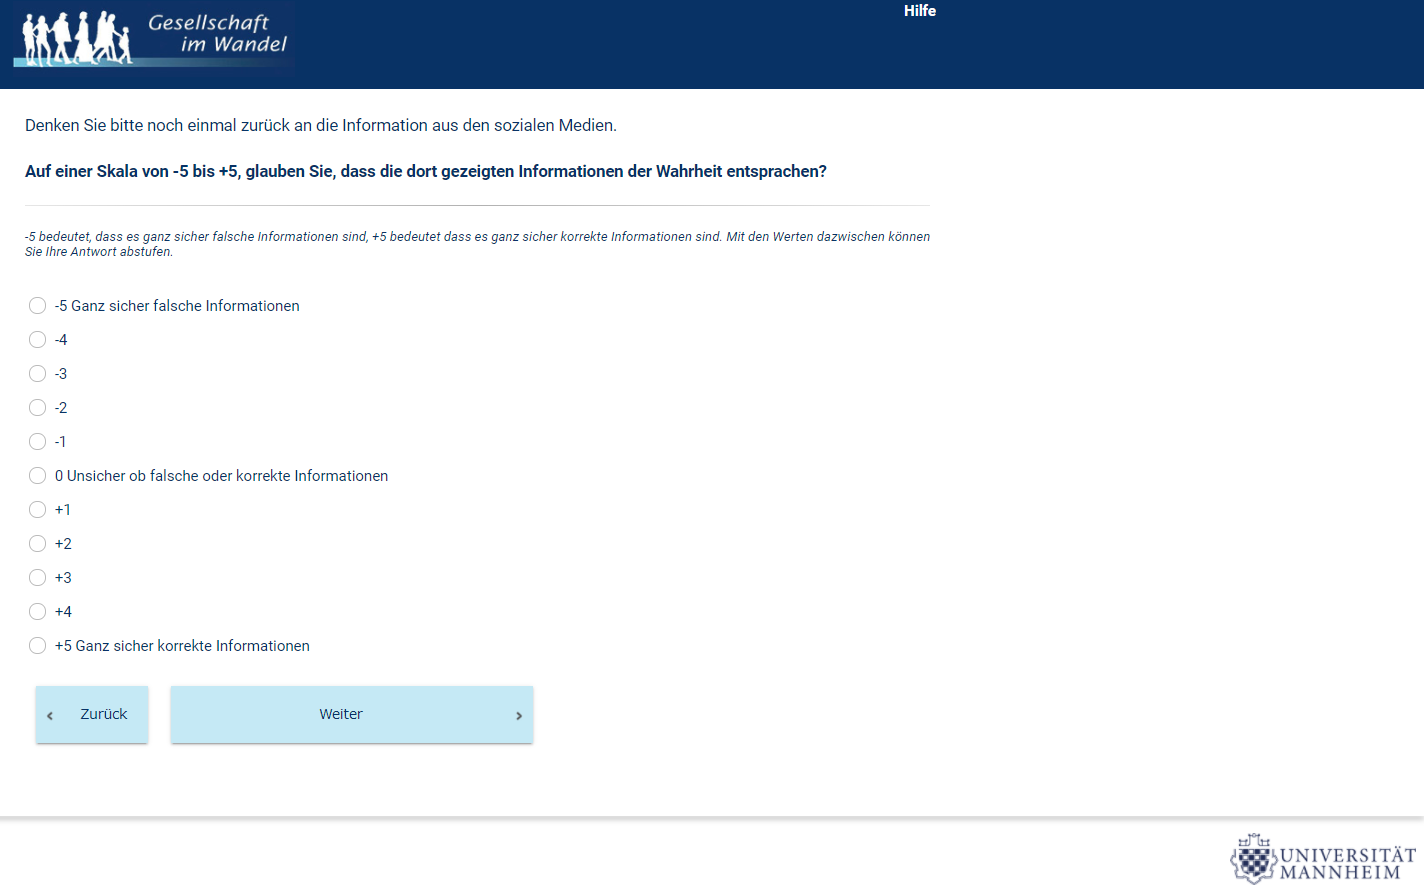 Gesellschaft
im Wandel
Hilfe
Denken Sie bitte noch einmal zurück an die Information aus den sozialen Medien.
Auf einer Skala von -5 bis +5, glauben Sie, dass die dort gezeigten Informationen der Wahrheit entsprachen?
-5 bedeutet, dass es ganz sicher falsche Informationen sind, +5 bedeutet dass es ganz sicher korrekte Informationen sind. Mit den Werten dazwischen können
Sie Ihre Antwort abstufen.
-5 Ganz sicher falsche Informationen
-4
-3
-2
-1
0 Unsicher ob falsche oder korrekte Informationen
+1
+2
+3
+4
+5 Ganz sicher korrekte Informationen
‹ Zurück
Weiter ›
UNIVERSITÄT
MANNHEIM